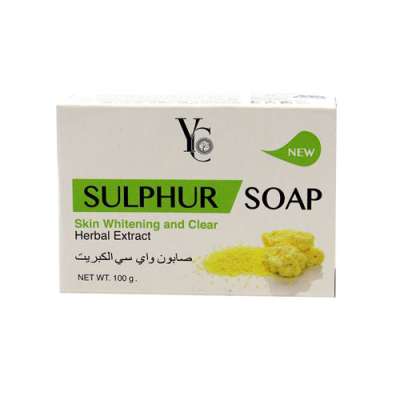 YC
NEW
SULPHUR SOAP
Skin Whitening and Clear
Herbal Extract
صابون واي سي الكبريت
NET WT. 100 g.